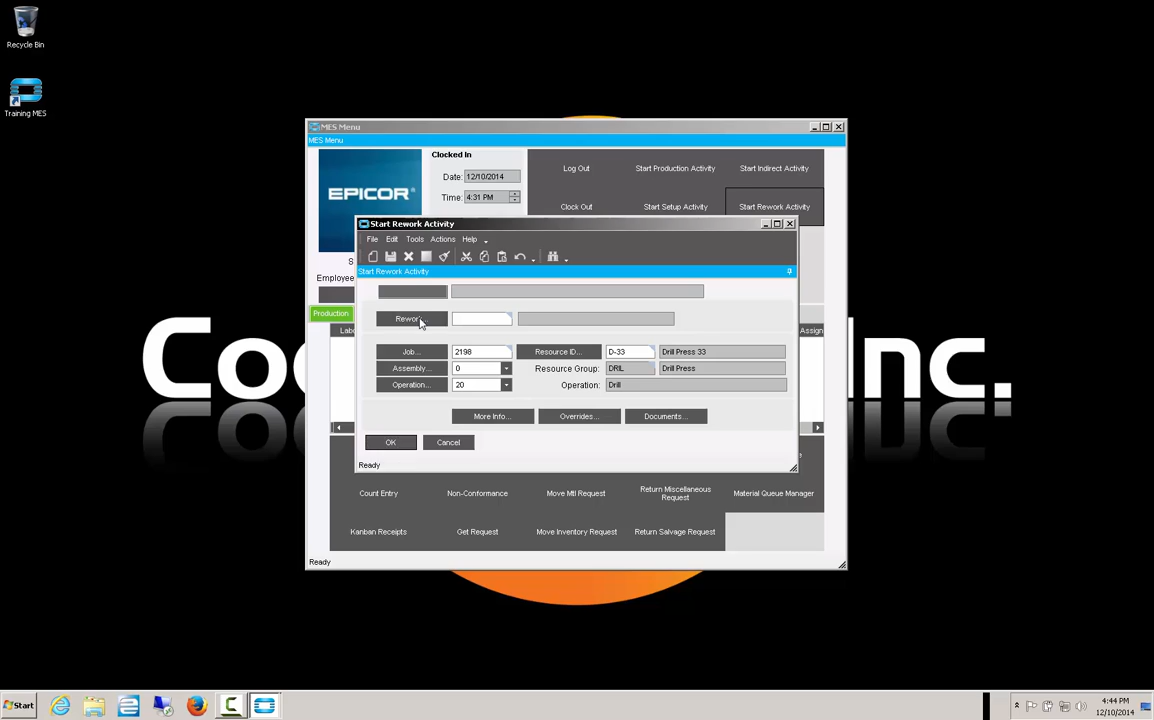 Recycle Bin
Training MES
Coo
Inc.
MES Menu
MES Menu
EPICOR®
Clocked In
Date: 12/10/2014
Time: 4:31 PM
Log Out
Start Production Activity
Start Indirect Activity
Clock Out
Start Setup Activity
Start Rework Activity
S
Employee
Production
Labo
Assign
Start Rework Activity
File Edit Tools Actions Help
Start Rework Activity
Rework...
Job... 2198 Resource ID... D-33 Drill Press 33
Assembly... 0 Resource Group: DRIL Drill Press
Operation... 20 Operation: Drill
More Info... Overrides... Documents...
OK Cancel
Ready
Count Entry
Non-Conformance
Move Mtl Request
Return Miscellaneous
Request
Material Queue Manager
Kanban Receipts
Get Request
Move Inventory Request
Return Salvage Request
Ready
Start
4:44 PM
12/10/2014